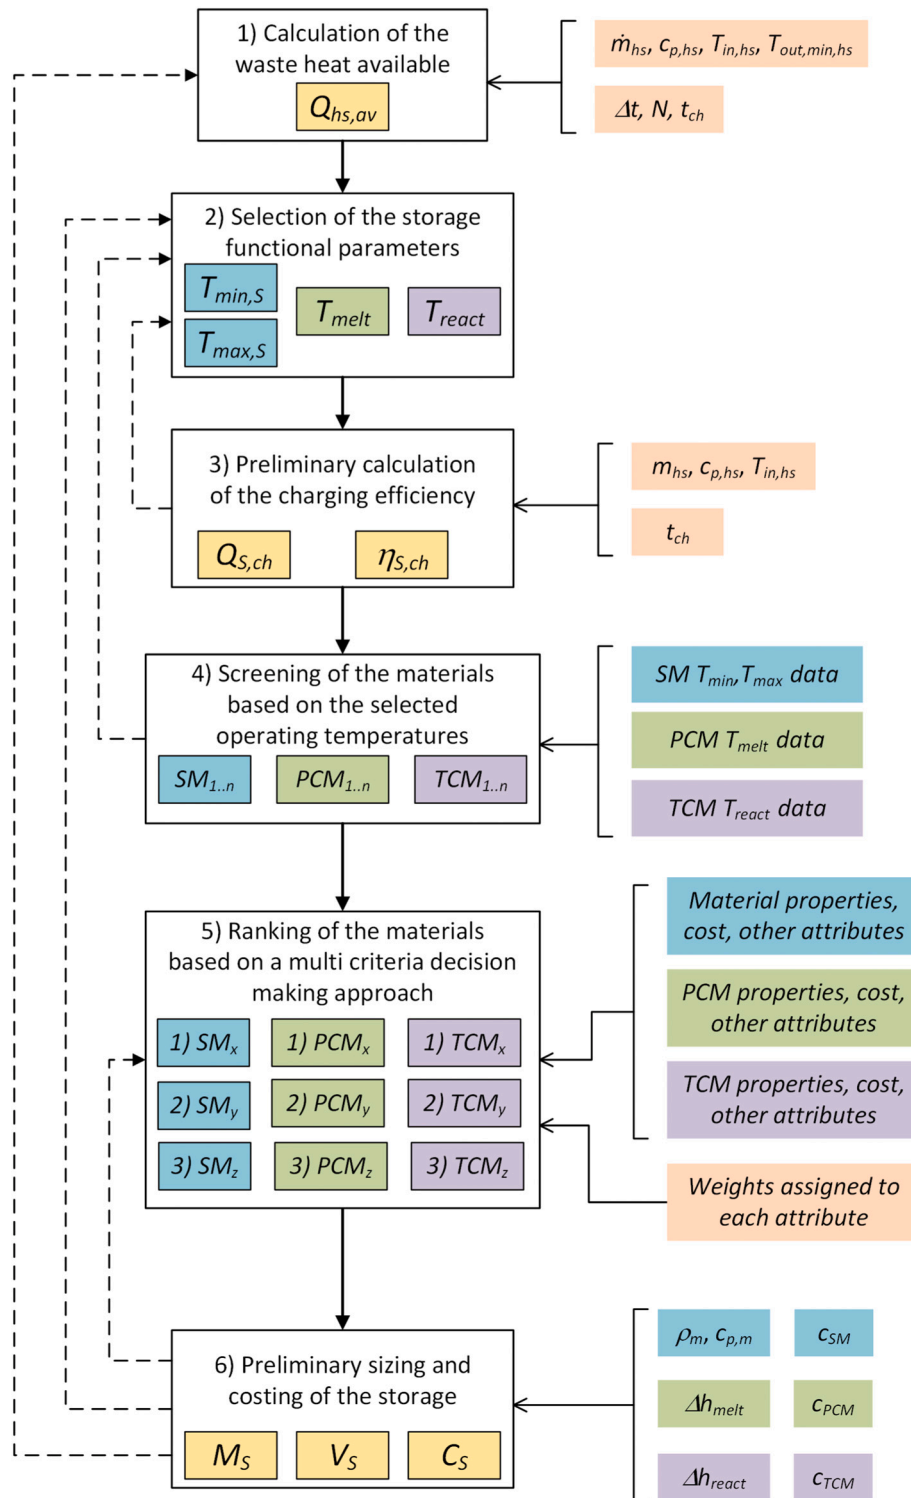 1) Calculation of the
waste heat available
Q_hs,av
ṁ_hs, c_p,hs, T_in,hs, T_out,min,hs
Δt, N, t_ch
2) Selection of the storage
functional parameters
T_min,S
T_max,S
T_melt
T_react
3) Preliminary calculation
of the charging efficiency
Q_S,ch
η_S,ch
m_hs, c_p,hs, T_in,hs
t_ch
4) Screening of the materials
based on the selected
operating temperatures
SM_1..n
PCM_1..n
TCM_1..n
SM T_min, T_max data
PCM T_melt data
TCM T_react data
5) Ranking of the materials
based on a multi criteria decision
making approach
1) SM_x
1) PCM_x
1) TCM_x
2) SM_y
2) PCM_y
2) TCM_y
3) SM_z
3) PCM_z
3) TCM_z
Material properties,
cost, other attributes
PCM properties, cost,
other attributes
TCM properties, cost,
other attributes
Weights assigned to
each attribute
6) Preliminary sizing and
costing of the storage
M_S
V_S
C_S
ρ_m, c_p,m
c_SM
Δh_melt
c_PCM
Δh_react
c_TCM